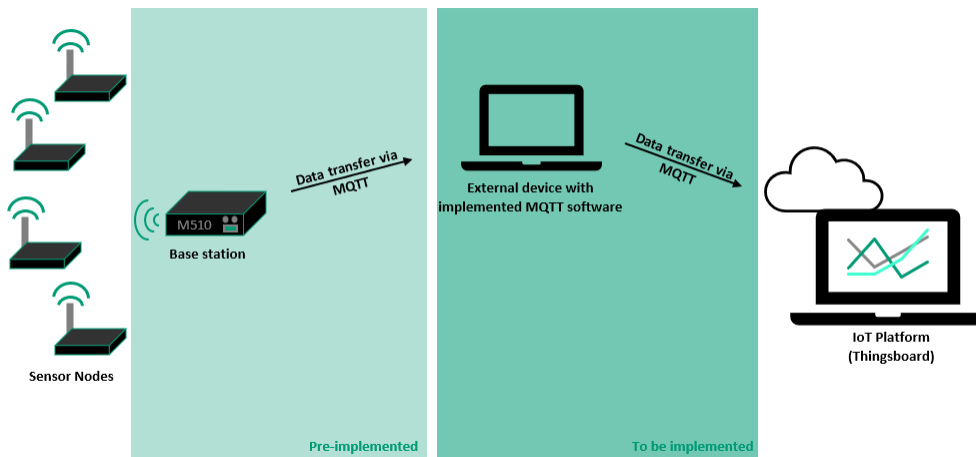 Sensor Nodes
M510
Base station
Data transfer via
MQTT
Pre-implemented
External device with
implemented MQTT software
Data transfer via
MQTT
To be implemented
IoT Platform
(Thingsboard)